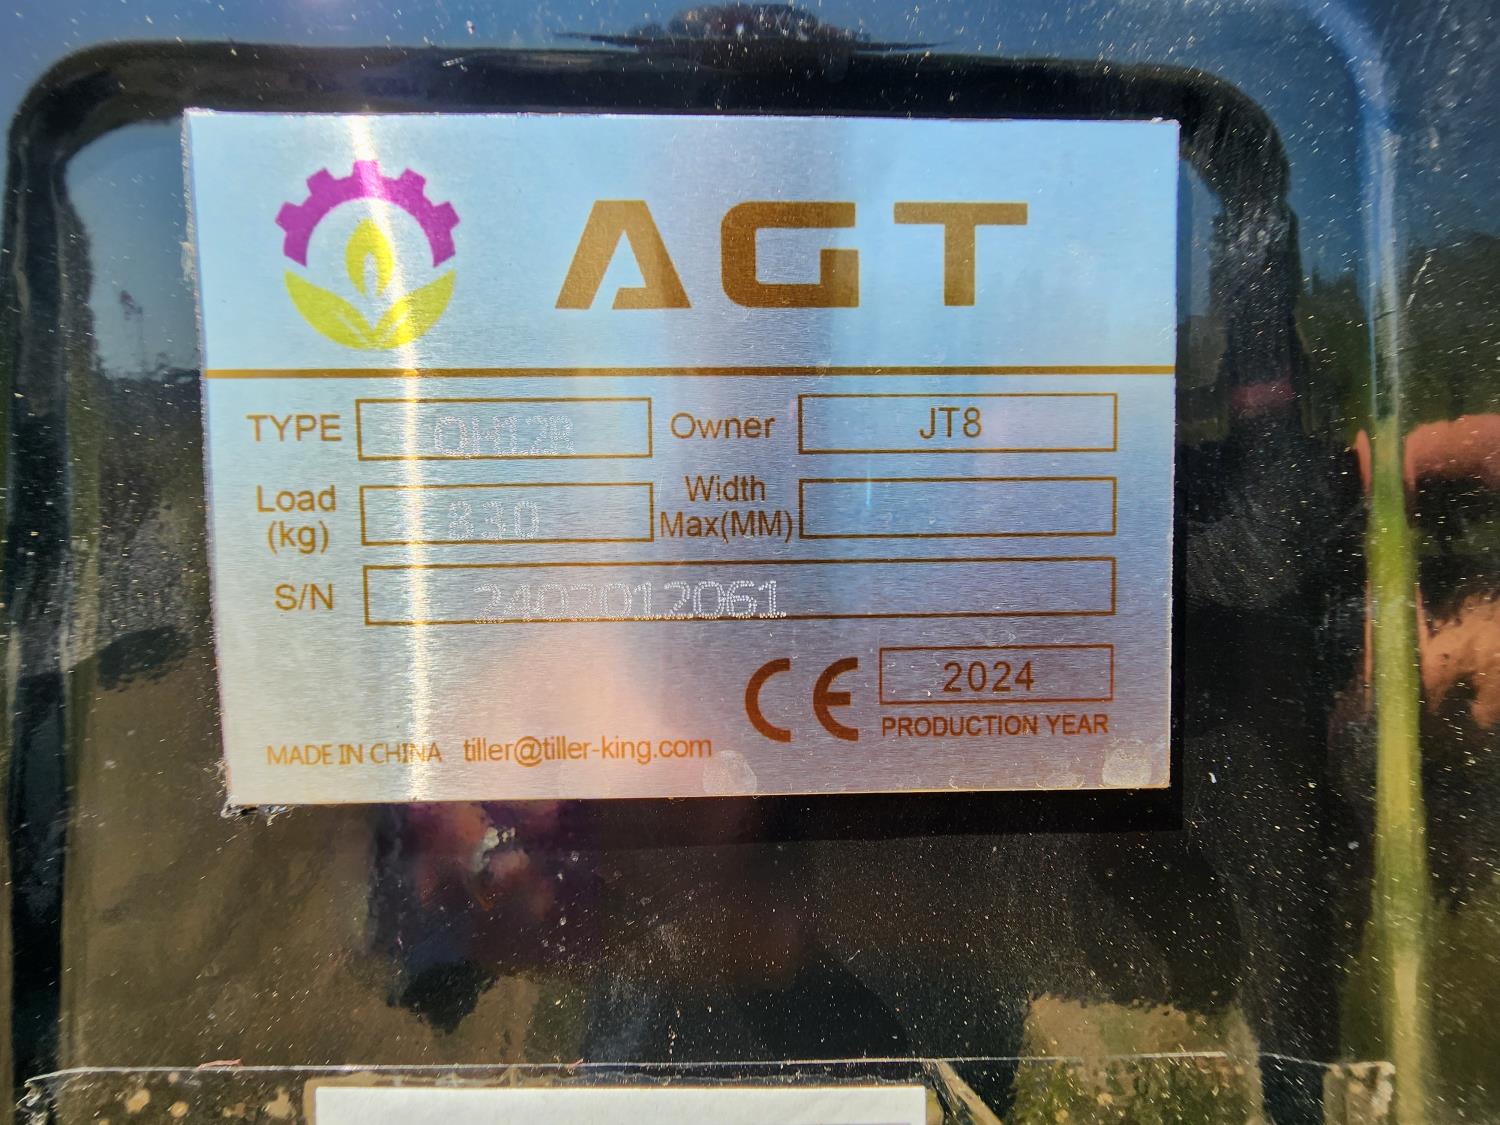 AGT
TYPE QH12R Owner JT8
Load (kg) 830 Width Max(MM)
S/N 2402012061
CE 2024
PRODUCTION YEAR
MADE IN CHINA tiller@tiller-king.com